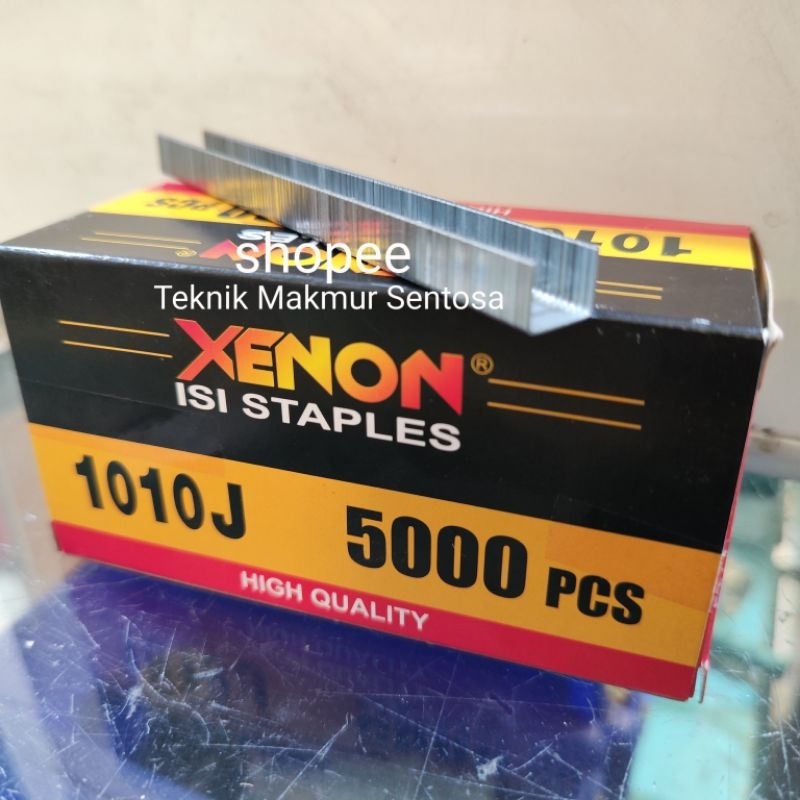 shopee
Teknik Makmur Sentosa
XENON®
ISI STAPLES
1010J
5000 PCS
HIGH QUALITY